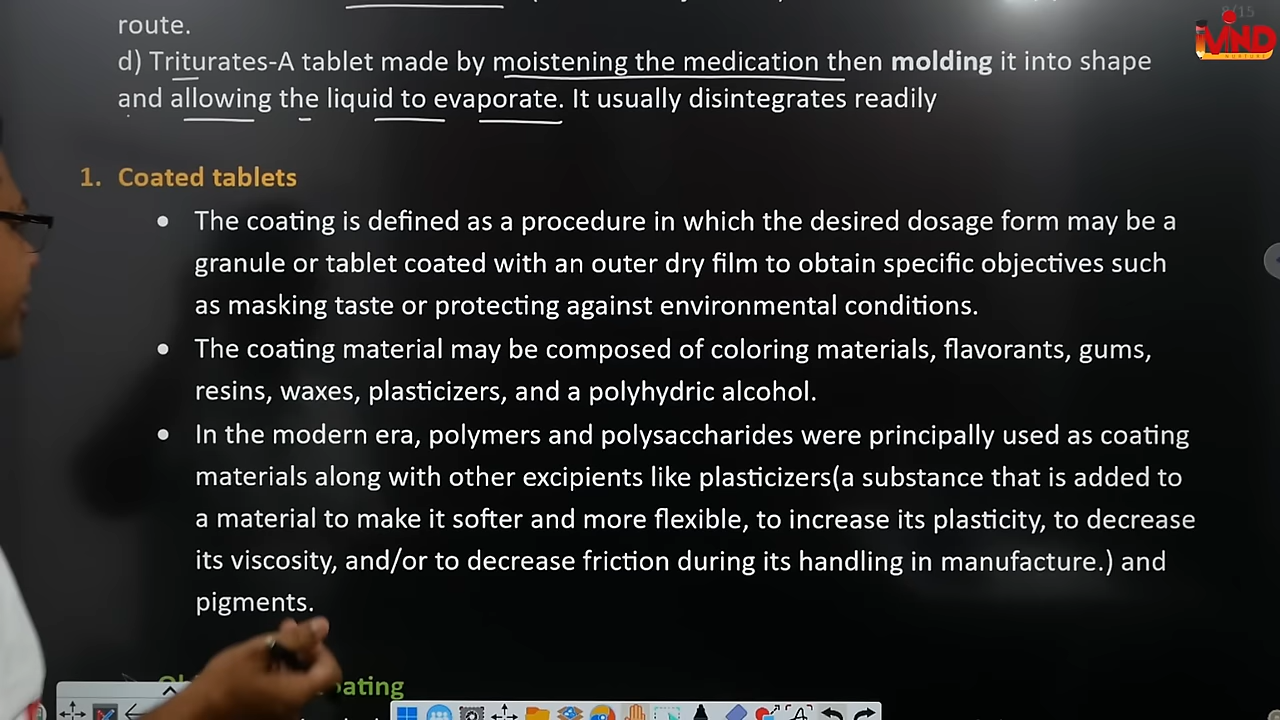 route.
d) Triturates-A tablet made by moistening the medication then molding it into shape
and allowing the liquid to evaporate. It usually disintegrates readily
1. Coated tablets
• The coating is defined as a procedure in which the desired dosage form may be a
granule or tablet coated with an outer dry film to obtain specific objectives such
as masking taste or protecting against environmental conditions.
• The coating material may be composed of coloring materials, flavorants, gums,
resins, waxes, plasticizers, and a polyhydric alcohol.
• In the modern era, polymers and polysaccharides were principally used as coating
materials along with other excipients like plasticizers(a substance that is added to
a material to make it softer and more flexible, to increase its plasticity, to decrease
its viscosity, and/or to decrease friction during its handling in manufacture.) and
pigments.